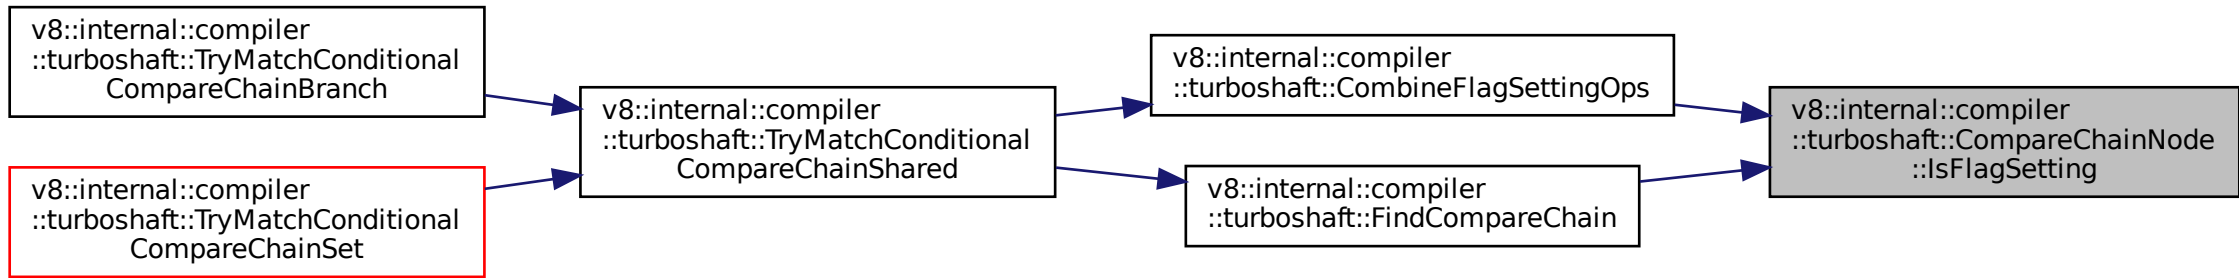 v8::internal::compiler
::turboshaft::TryMatchConditional
CompareChainBranch
v8::internal::compiler
::turboshaft::TryMatchConditional
CompareChainSet
v8::internal::compiler
::turboshaft::TryMatchConditional
CompareChainShared
v8::internal::compiler
::turboshaft::CombineFlagSettingOps
v8::internal::compiler
::turboshaft::FindCompareChain
v8::internal::compiler
::turboshaft::CompareChainNode
::IsFlagSetting